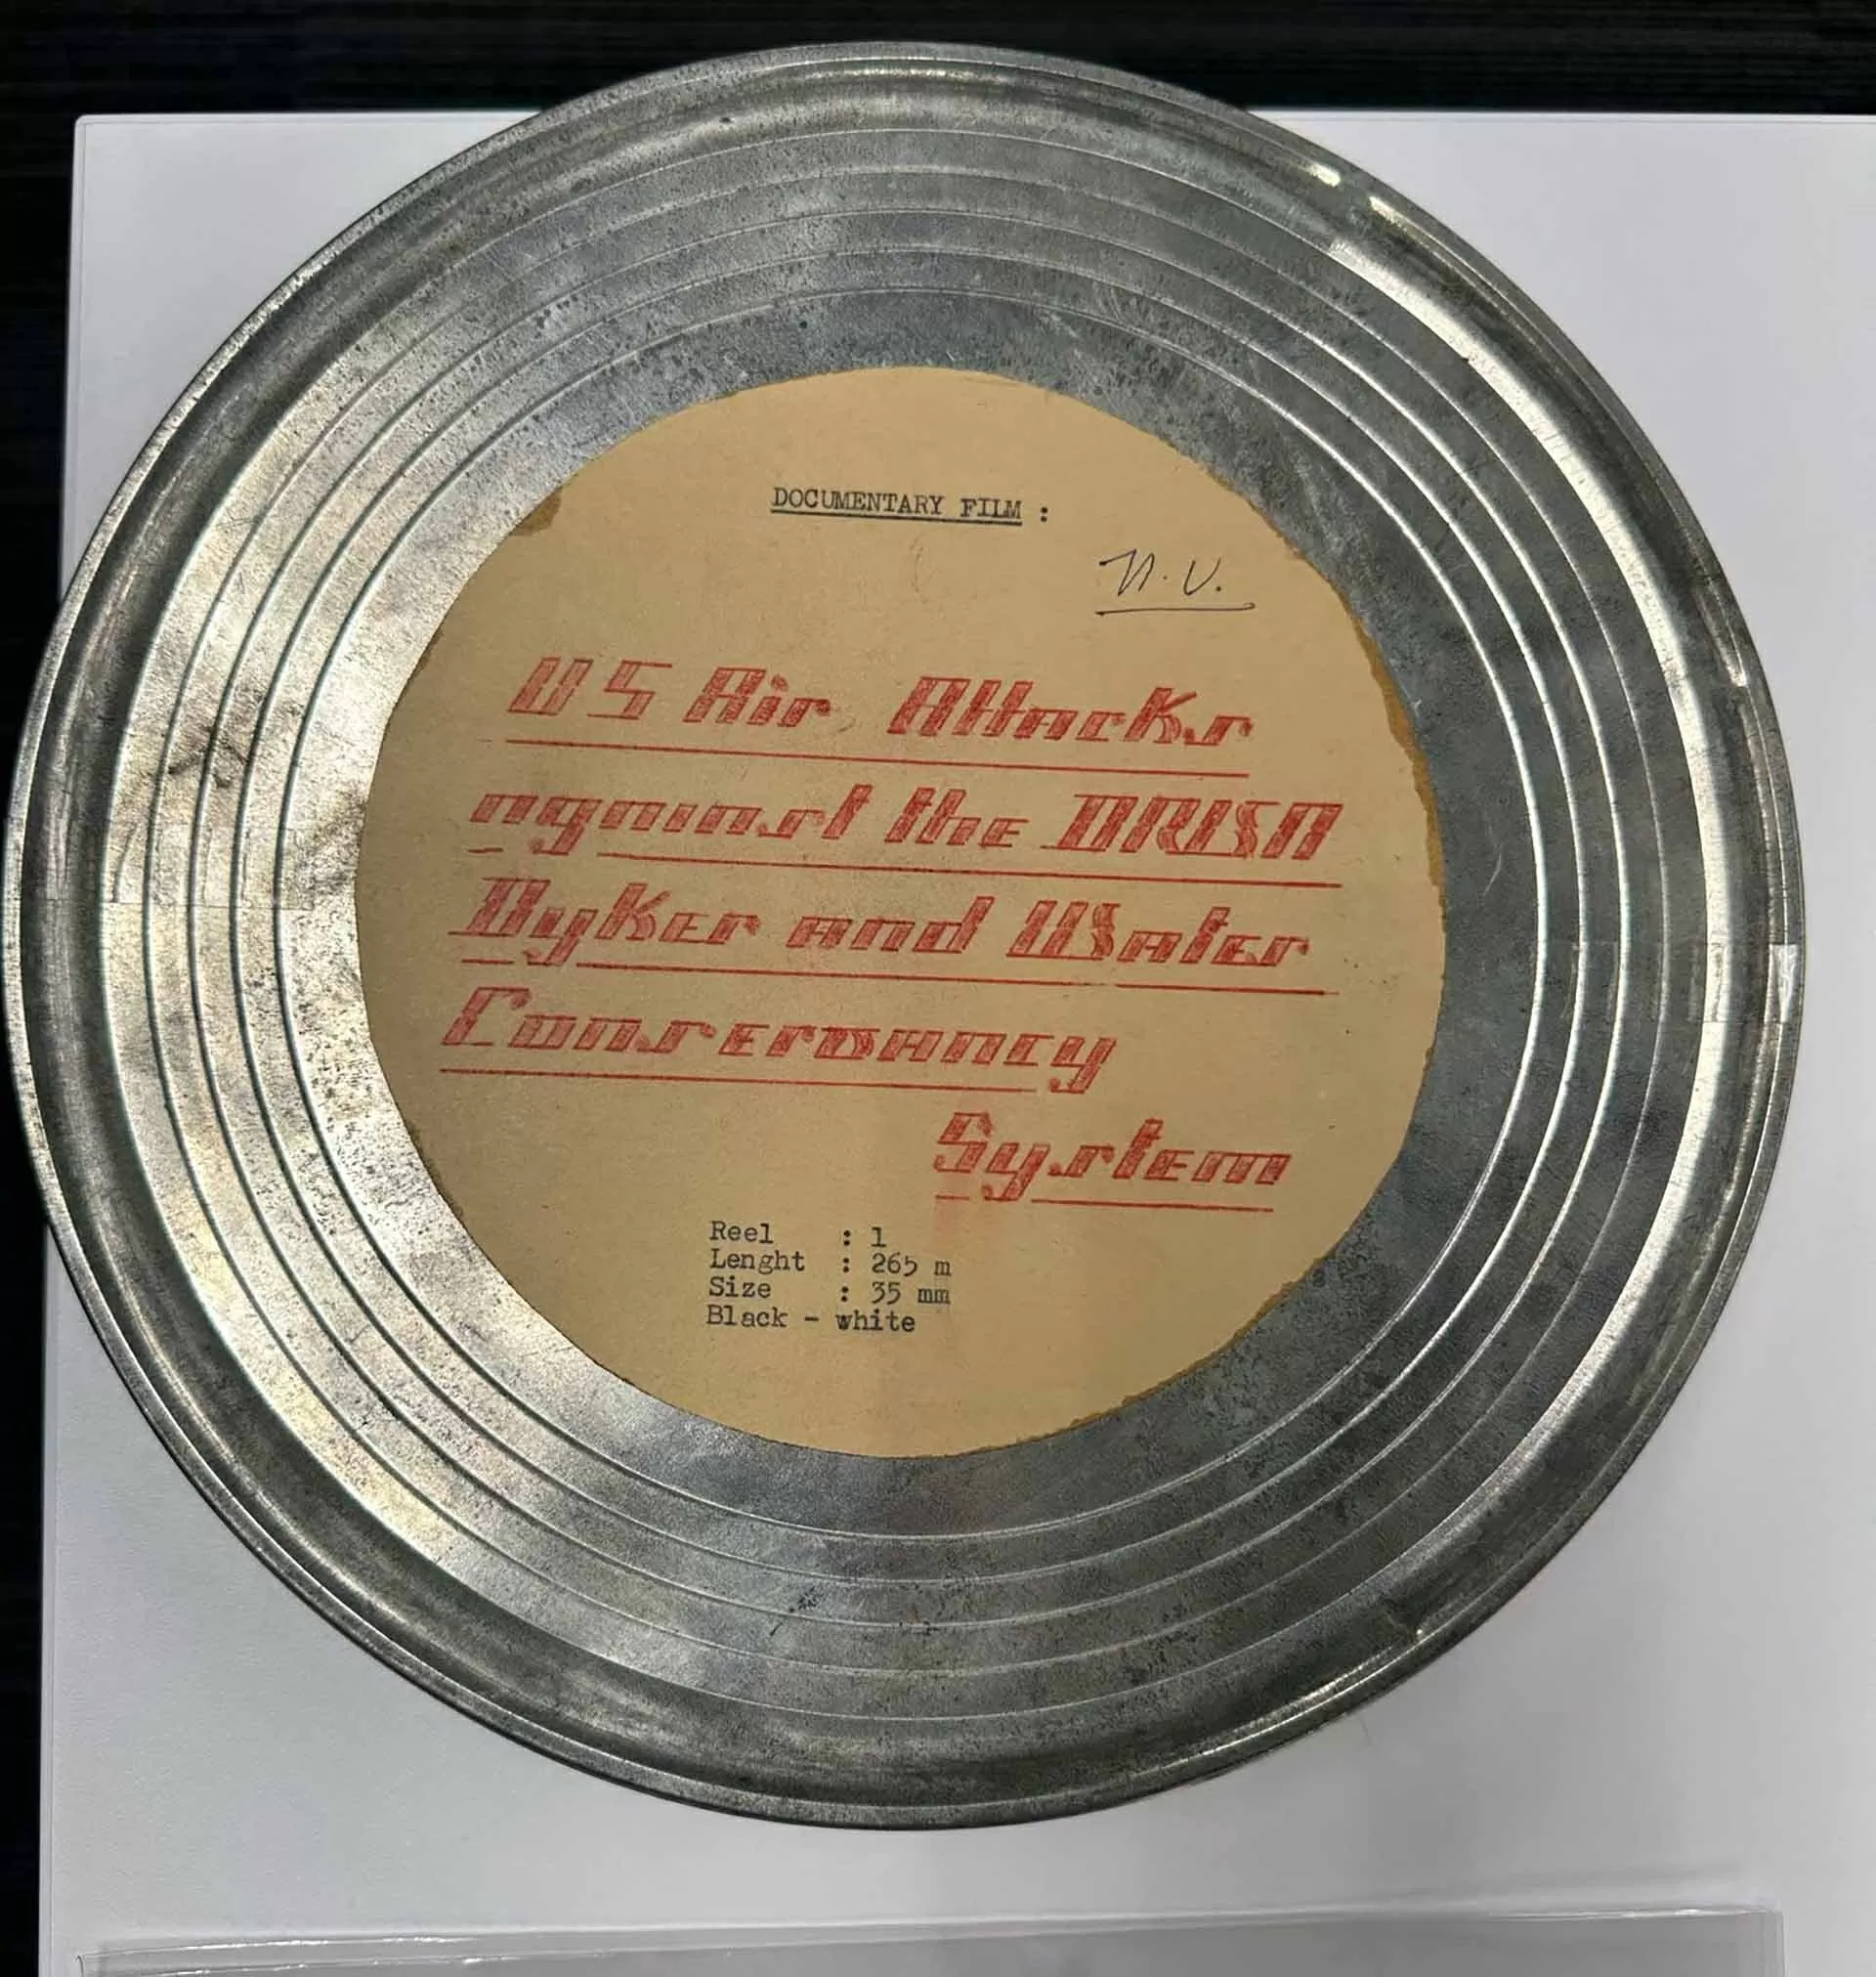 DOCUMENTARY FILM :
N.V.
US Air Attacks
against the DRVN
Dykes and Water
Conservancy
System
Reel : 1
Lenght : 265 m
Size : 35 mm
Black - white